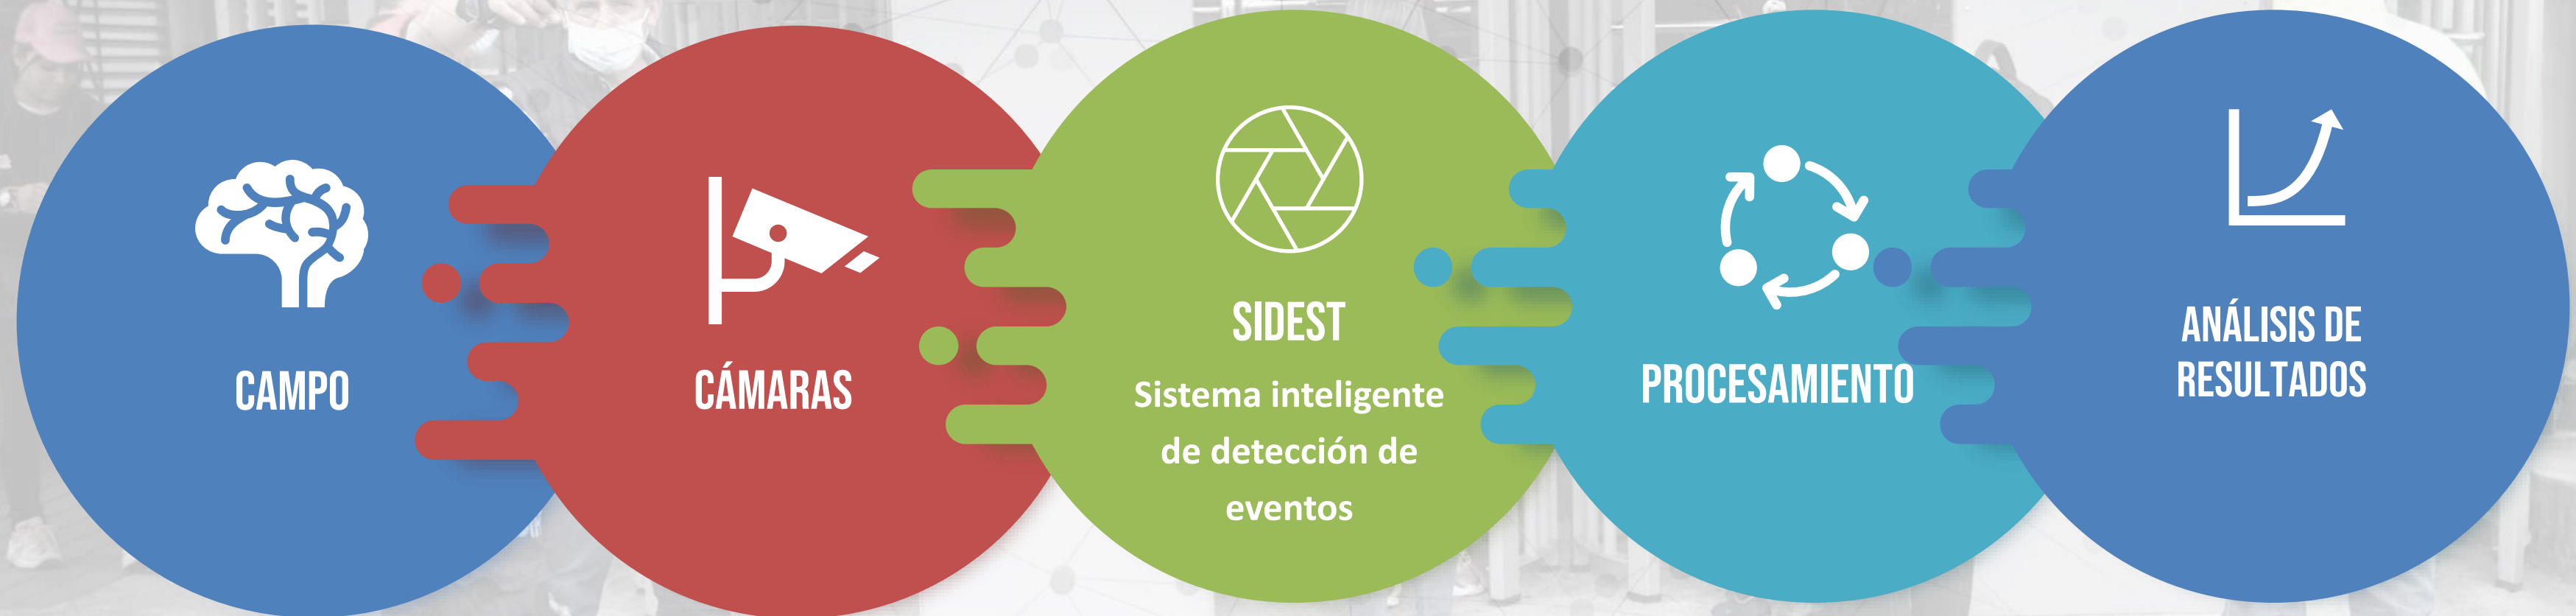 CAMPO
CÁMARAS
SIDEST
Sistema inteligente
de detección de
eventos
PROCESAMIENTO
ANÁLISIS DE
RESULTADOS